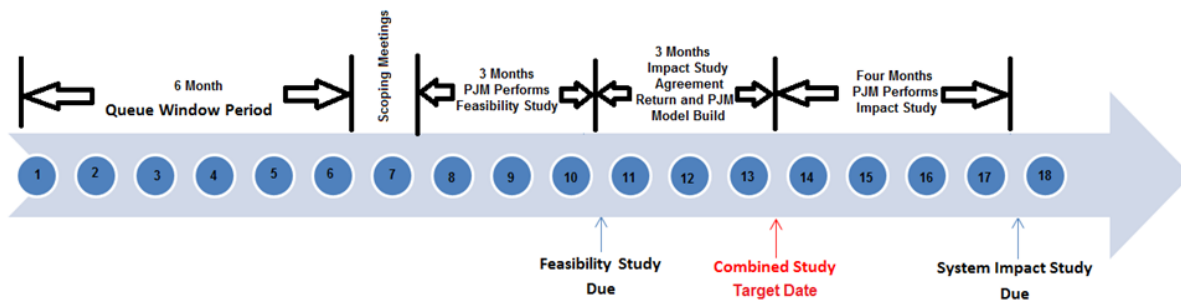 6 Month
Queue Window Period
Scoping Meetings
3 Months
PJM Performs
Feasibility Study
3 Months
Impact Study
Agreement
Return and PJM
Model Build
Four Months
PJM Performs
Impact Study
1 2 3 4 5 6 7 8 9 10 11 12 13 14 15 16 17 18
Feasibility Study
Due
Combined Study
Target Date
System Impact Study
Due